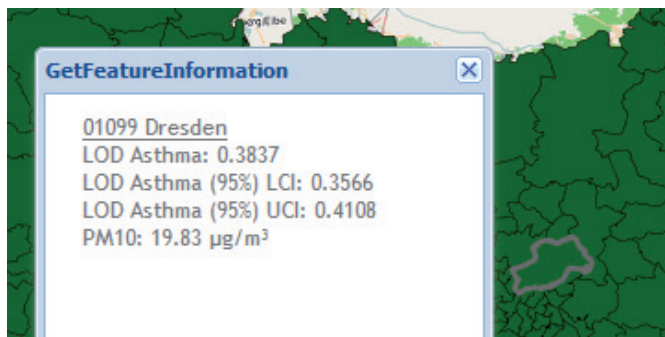 GetFeatureInformation
01099 Dresden
LOD Asthma: 0.3837
LOD Asthma (95%) LCI: 0.3566
LOD Asthma (95%) UCI: 0.4108
PM10: 19.83 µg/m³